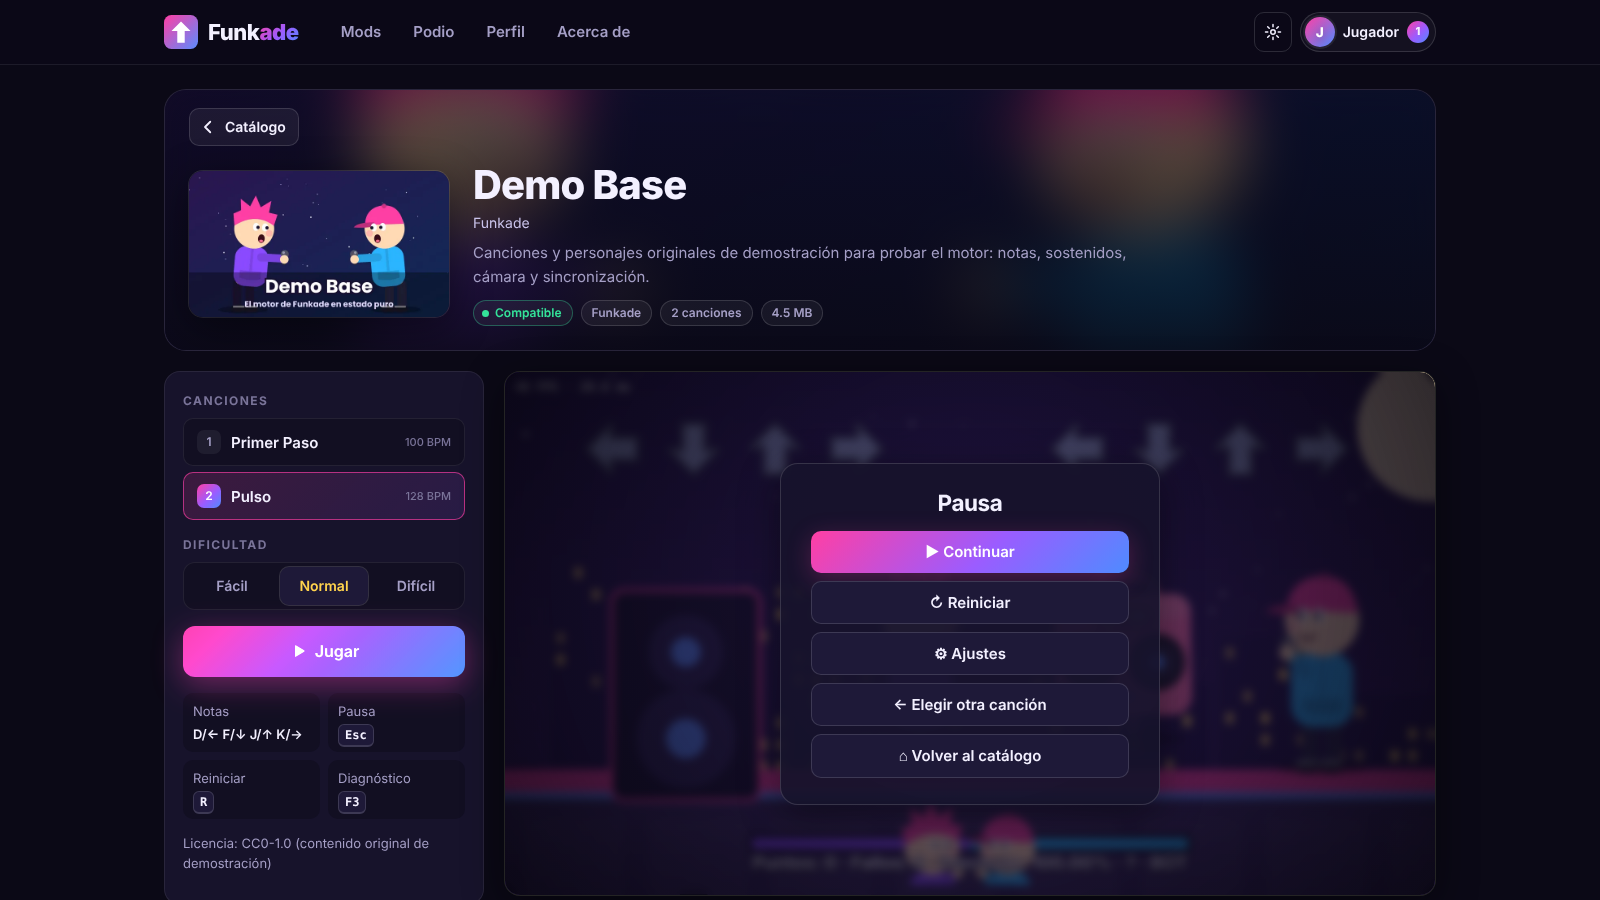 Funkade
Mods
Podio
Perfil
Acerca de
J
Jugador
1
Catálogo
Demo Base
El motor de Funkade en estado puro
Demo Base
Funkade
Canciones y personajes originales de demostración para probar el motor: notas, sostenidos,
cámara y sincronización.
Compatible
Funkade
2 canciones
4.5 MB
CANCIONES
1 Primer Paso 100 BPM
2 Pulso 128 BPM
DIFICULTAD
Fácil
Normal
Difícil
▶ Jugar
Notas
D/← F/↓ J/↑ K/→
Pausa
Esc
Reiniciar
R
Diagnóstico
F3
Licencia: CC0-1.0 (contenido original de
demostración)
Pausa
▶ Continuar
↻ Reiniciar
⚙ Ajustes
← Elegir otra canción
⌂ Volver al catálogo